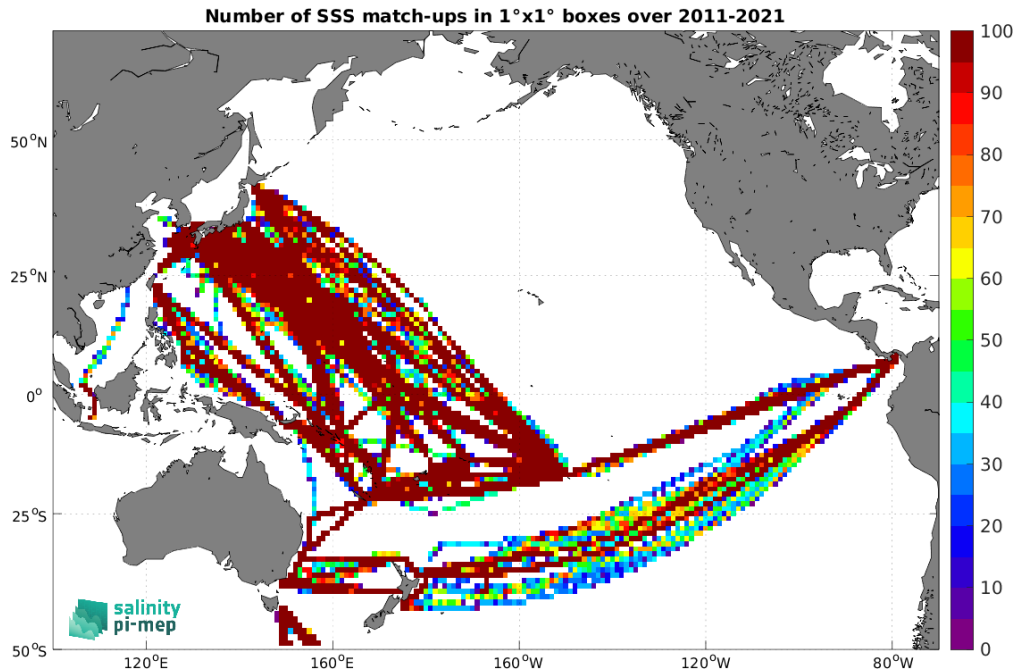 Number of SSS match-ups in 1°x1° boxes over 2011-2021
100
90
80
70
60
50
40
30
20
10
0
50°N
25°N
0°
25°S
50°S
120°E
160°E
160°W
120°W
80°W
salinity
pi-mep